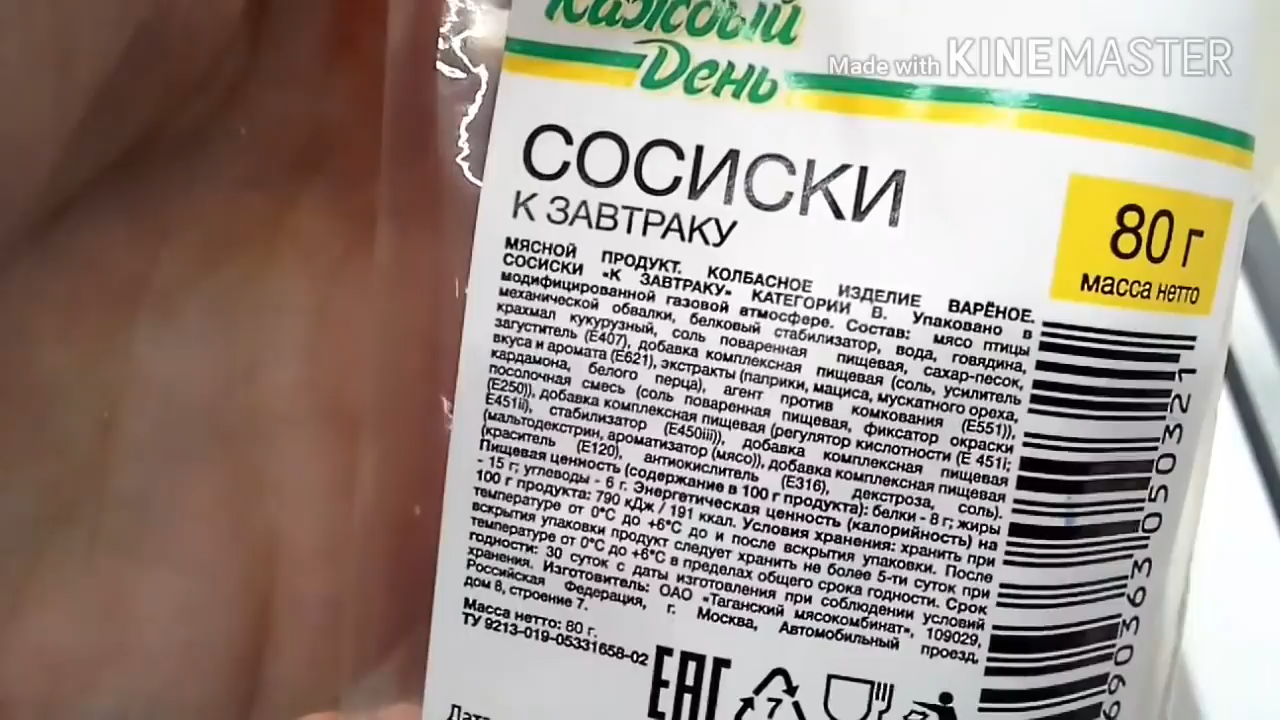 Каждый
День
Made with KINEMASTER
СОСИСКИ
К ЗАВТРАКУ
80 г
масса нетто
МЯСНОЙ ПРОДУКТ. КОЛБАСНОЕ ИЗДЕЛИЕ ВАРЁНОЕ.
СОСИСКИ «К ЗАВТРАКУ» КАТЕГОРИИ В. Упаковано в
модифицированной газовой атмосфере. Состав: мясо птицы
механической обвалки, белковый стабилизатор, вода, говядина,
крахмал кукурузный, соль поваренная пищевая, сахар-песок,
загуститель (Е407), добавка комплексная пищевая (соль, усилитель
вкуса и аромата (Е621), экстракты (паприки, мациса, мускатного ореха,
кардамона, белого перца), агент против комкования (Е551)),
посолочная смесь (соль поваренная пищевая, фиксатор окраски
(Е250)), добавка комплексная пищевая (регулятор кислотности (Е 451i;
Е451ii), стабилизатор (Е450iii)), добавка комплексная пищевая
(мальтодекстрин, ароматизатор (мясо)), добавка комплексная пищевая
(краситель (Е120), антиокислитель (Е316), декстроза, соль).
Пищевая ценность (содержание в 100 г продукта): белки - 8 г; жиры
- 15 г; углеводы - 6 г. Энергетическая ценность (калорийность) на
100 г продукта: 790 кДж / 191 ккал. Условия хранения: хранить при
температуре от 0°С до +6°С до и после вскрытия упаковки. После
вскрытия упаковки продукт следует хранить не более 5-ти суток при
температуре от 0°С до +6°С в пределах общего срока годности. Срок
годности: 30 суток с даты изготовления при соблюдении условий
хранения. Изготовитель: ОАО «Таганский мясокомбинат», 109029,
Российская Федерация, г. Москва, Автомобильный проезд,
дом 8, строение 7.
Масса нетто: 80 г.
ТУ 9213-019-05331658-02
EAC
7
690363050321